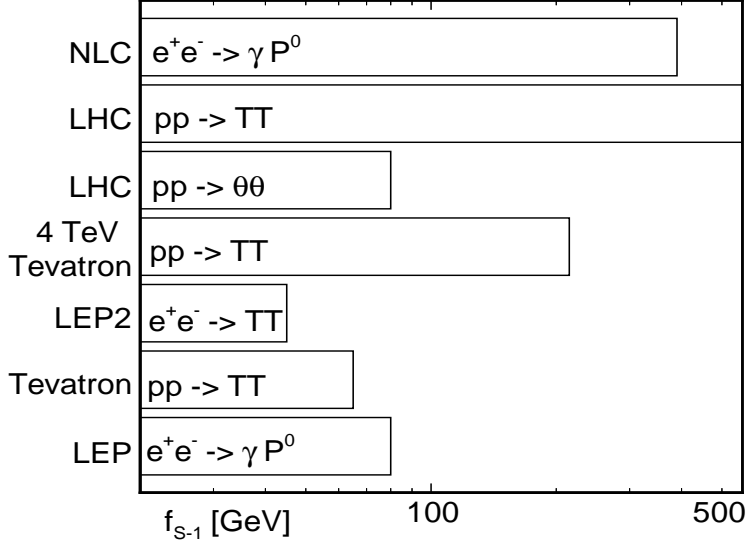 NLC e⁺e⁻ -> γ P⁰
LHC pp -> TT
LHC pp -> θθ
4 TeV
Tevatron pp -> TT
LEP2 e⁺e⁻ -> TT
Tevatron pp -> TT
LEP e⁺e⁻ -> γ P⁰
100 500
f_{S-1} [GeV]